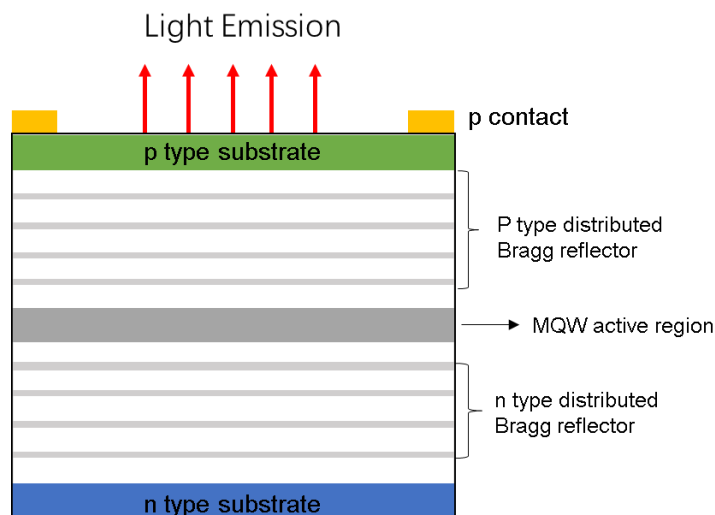 Light Emission
p contact
p type substrate
P type distributed
Bragg reflector
MQW active region
n type distributed
Bragg reflector
n type substrate